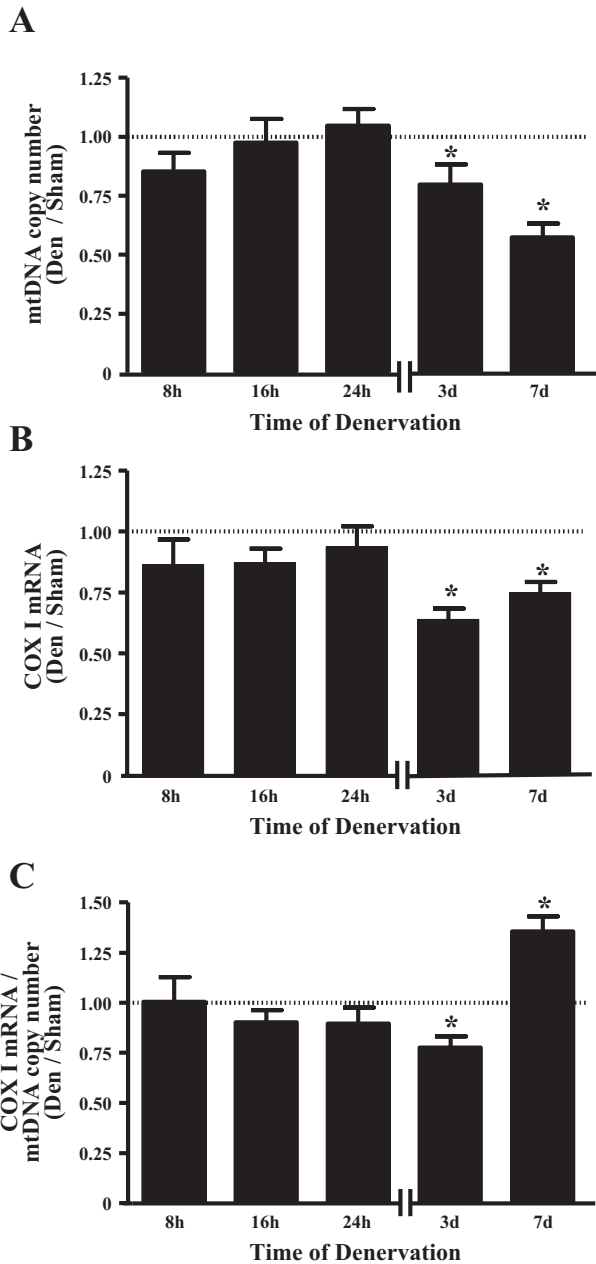 A
mtDNA copy number
(Den / Sham)
1.25
1.00
0.75
0.50
0.25
0
*
*
8h 16h 24h 3d 7d
Time of Denervation
B
COX I mRNA
(Den / Sham)
1.25
1.00
0.75
0.50
0.25
0
*
*
8h 16h 24h 3d 7d
Time of Denervation
C
COX I mRNA /
mtDNA copy number
(Den / Sham)
1.50
1.25
1.00
0.75
0.50
0.25
0
*
*
8h 16h 24h 3d 7d
Time of Denervation